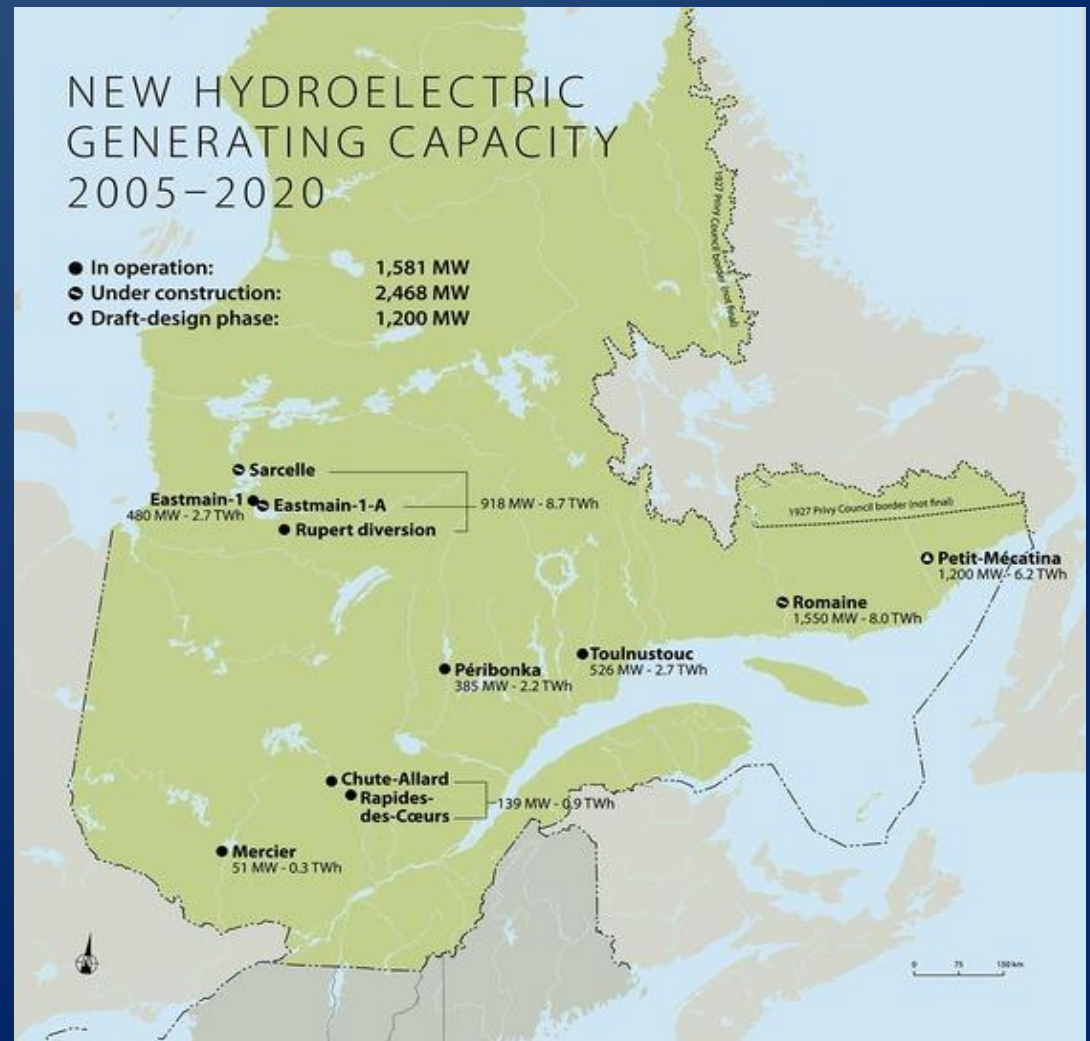 NEW HYDROELECTRIC
GENERATING CAPACITY
2005–2020
In operation: 1,581 MW
Under construction: 2,468 MW
Draft-design phase: 1,200 MW
1927 Privy Council border (not final)
Sarcelle
Eastmain-1
480 MW - 2.7 TWh
Eastmain-1-A
918 MW - 8.7 TWh
Rupert diversion
1927 Privy Council border (not final)
Petit-Mécatina
1,200 MW - 6.2 TWh
Romaine
1,550 MW - 8.0 TWh
Toulnustouc
526 MW - 2.7 TWh
Péribonka
385 MW - 2.2 TWh
Chute-Allard
Rapides-
des-Cœurs
139 MW - 0.9 TWh
Mercier
51 MW - 0.3 TWh
0 75 150 km